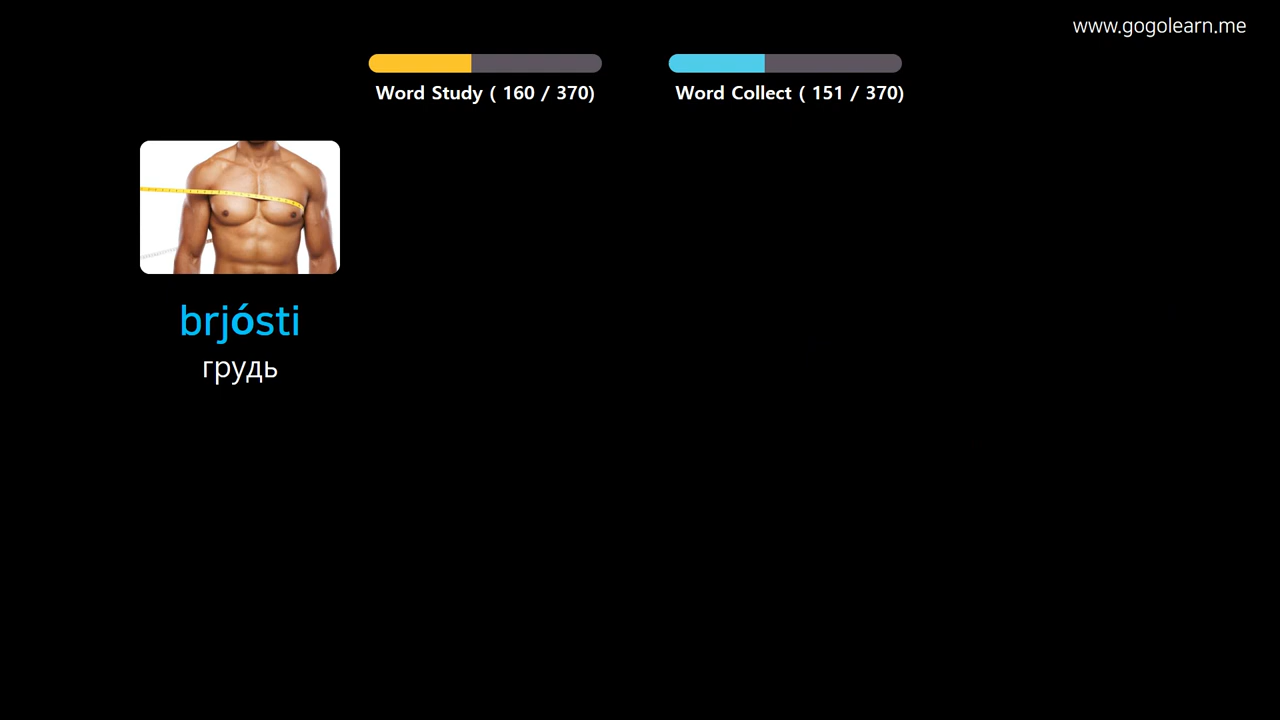 www.gogolearn.me
Word Study ( 160 / 370)
Word Collect ( 151 / 370)
brjósti
грудь